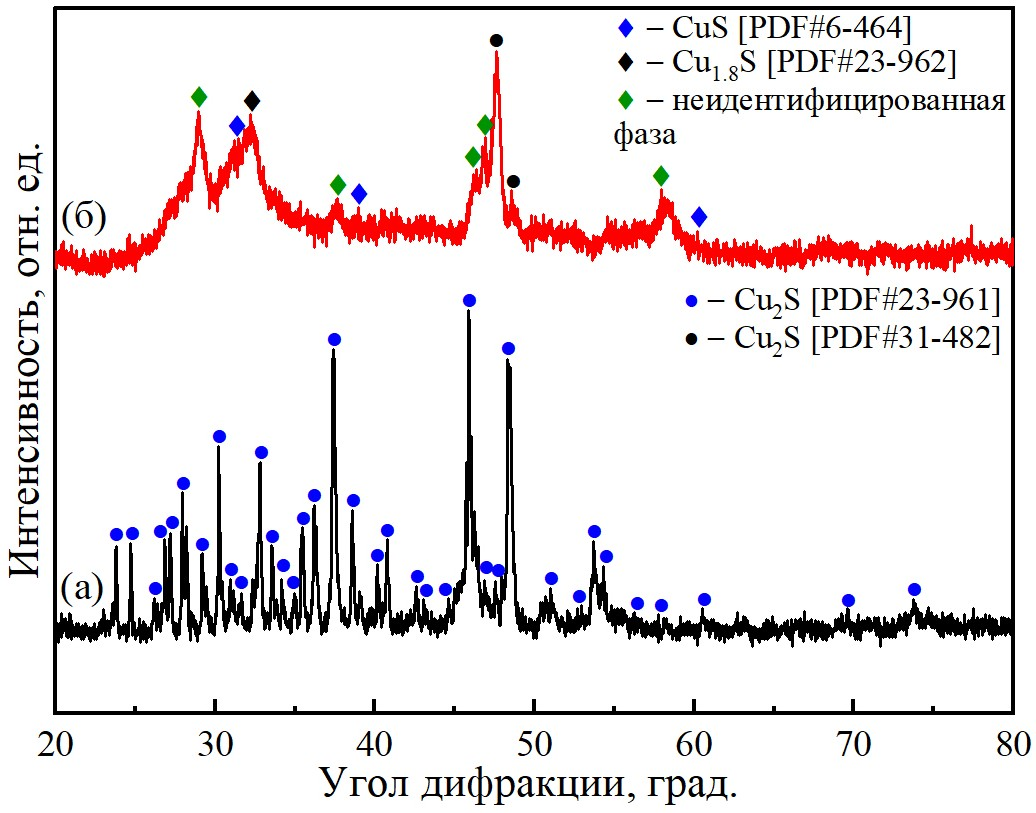 ◆ – CuS [PDF#6-464]
◆ – Cu1.8S [PDF#23-962]
◆ – неидентифицированная
фаза
(б)
● – Cu2S [PDF#23-961]
● – Cu2S [PDF#31-482]
(а)
Интенсивность, отн. ед.
20 30 40 50 60 70 80
Угол дифракции, град.